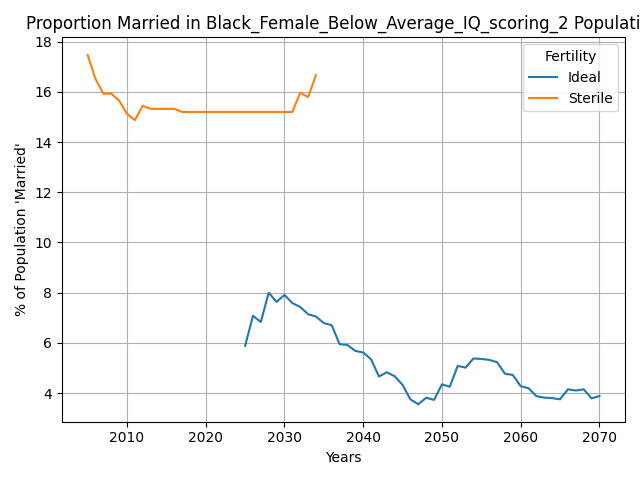 Proportion Married in Black_Female_Below_Average_IQ_scoring_2 Populati
18
16
14
12
10
8
6
4
% of Population 'Married'
Fertility
Ideal
Sterile
2010 2020 2030 2040 2050 2060 2070
Years